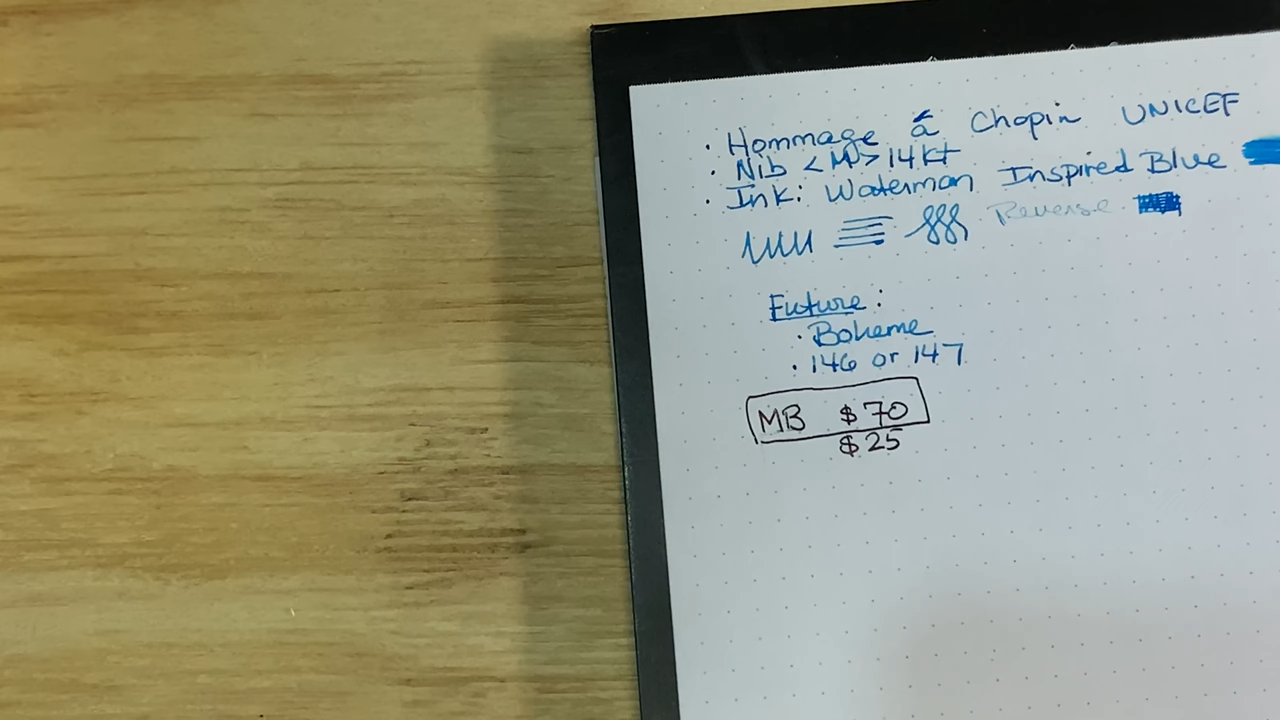 · Hommage á Chopin UNICEF
· Nib <M> 14kt
· Ink: Waterman Inspired Blue
Reverse
Future:
· Boheme
· 146 or 147
MB $70
$25